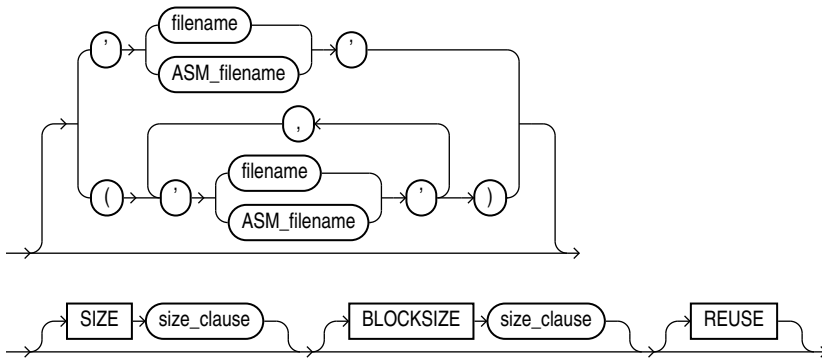 filename
' '
ASM_filename
,
filename
( ' ' )
ASM_filename
SIZE size_clause BLOCKSIZE size_clause REUSE